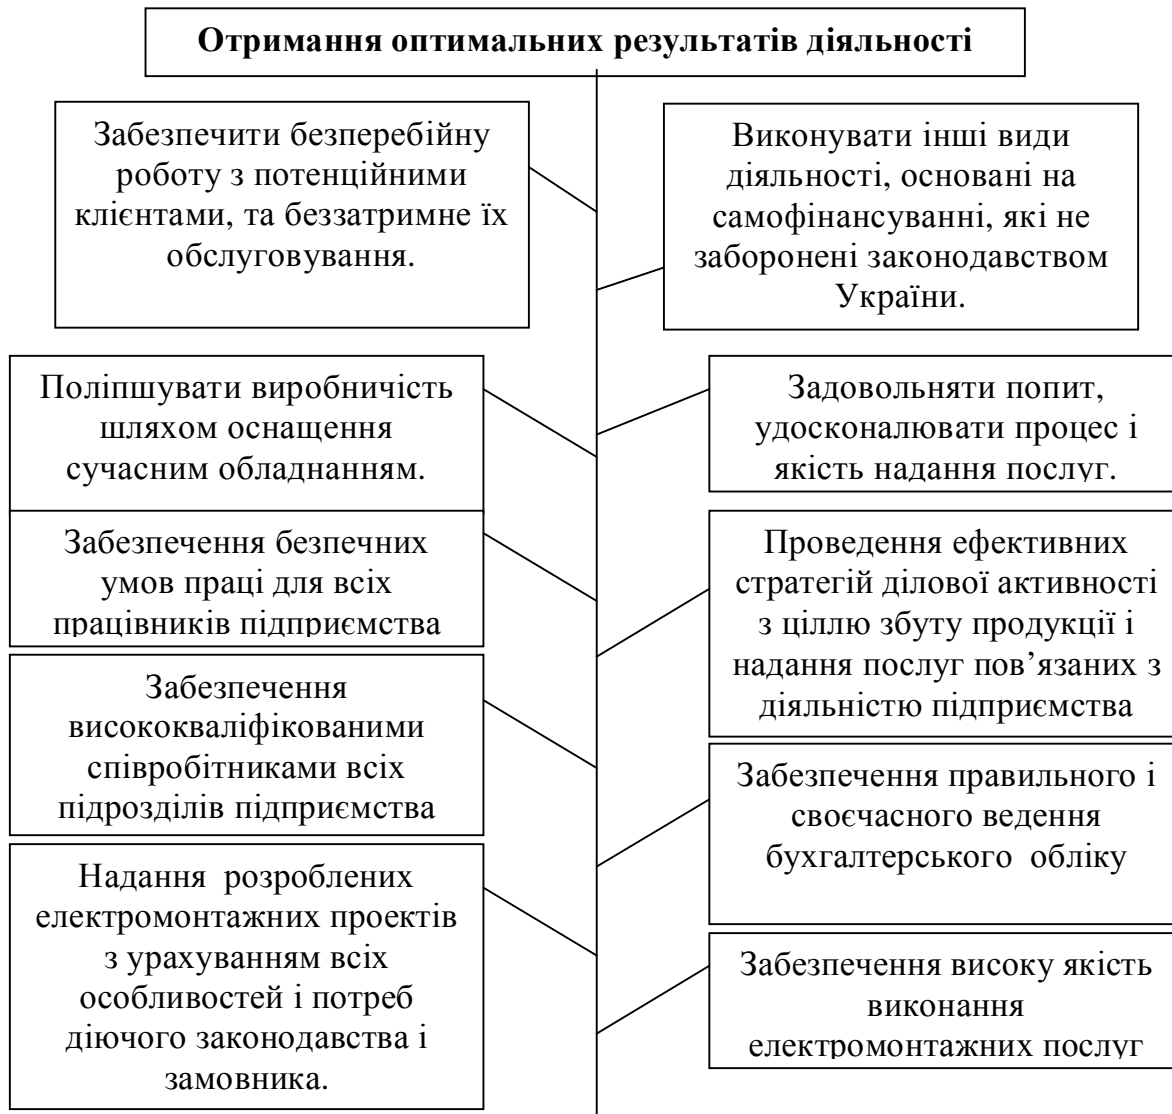 Отримання оптимальних результатів діяльності
Забезпечити безперебійну
роботу з потенційними
клієнтами, та беззатримне їх
обслуговування.
Виконувати інші види
діяльності, основані на
самофінансуванні, які не
заборонені законодавством
України.
Поліпшувати виробничість
шляхом оснащення
сучасним обладнанням.
Задовольняти попит,
удосконалювати процес і
якість надання послуг.
Забезпечення безпечних
умов праці для всіх
працівників підприємства
Проведення ефективних
стратегій ділової активності
з ціллю збуту продукції і
надання послуг пов’язаних з
діяльністю підприємства
Забезпечення
висококваліфікованими
співробітниками всіх
підрозділів підприємства
Забезпечення правильного і
своєчасного ведення
бухгалтерського  обліку
Надання  розроблених
електромонтажних проектів
з урахуванням всіх
особливостей і потреб
діючого законодавства і
замовника.
Забезпечення високу якість
виконання
електромонтажних послуг